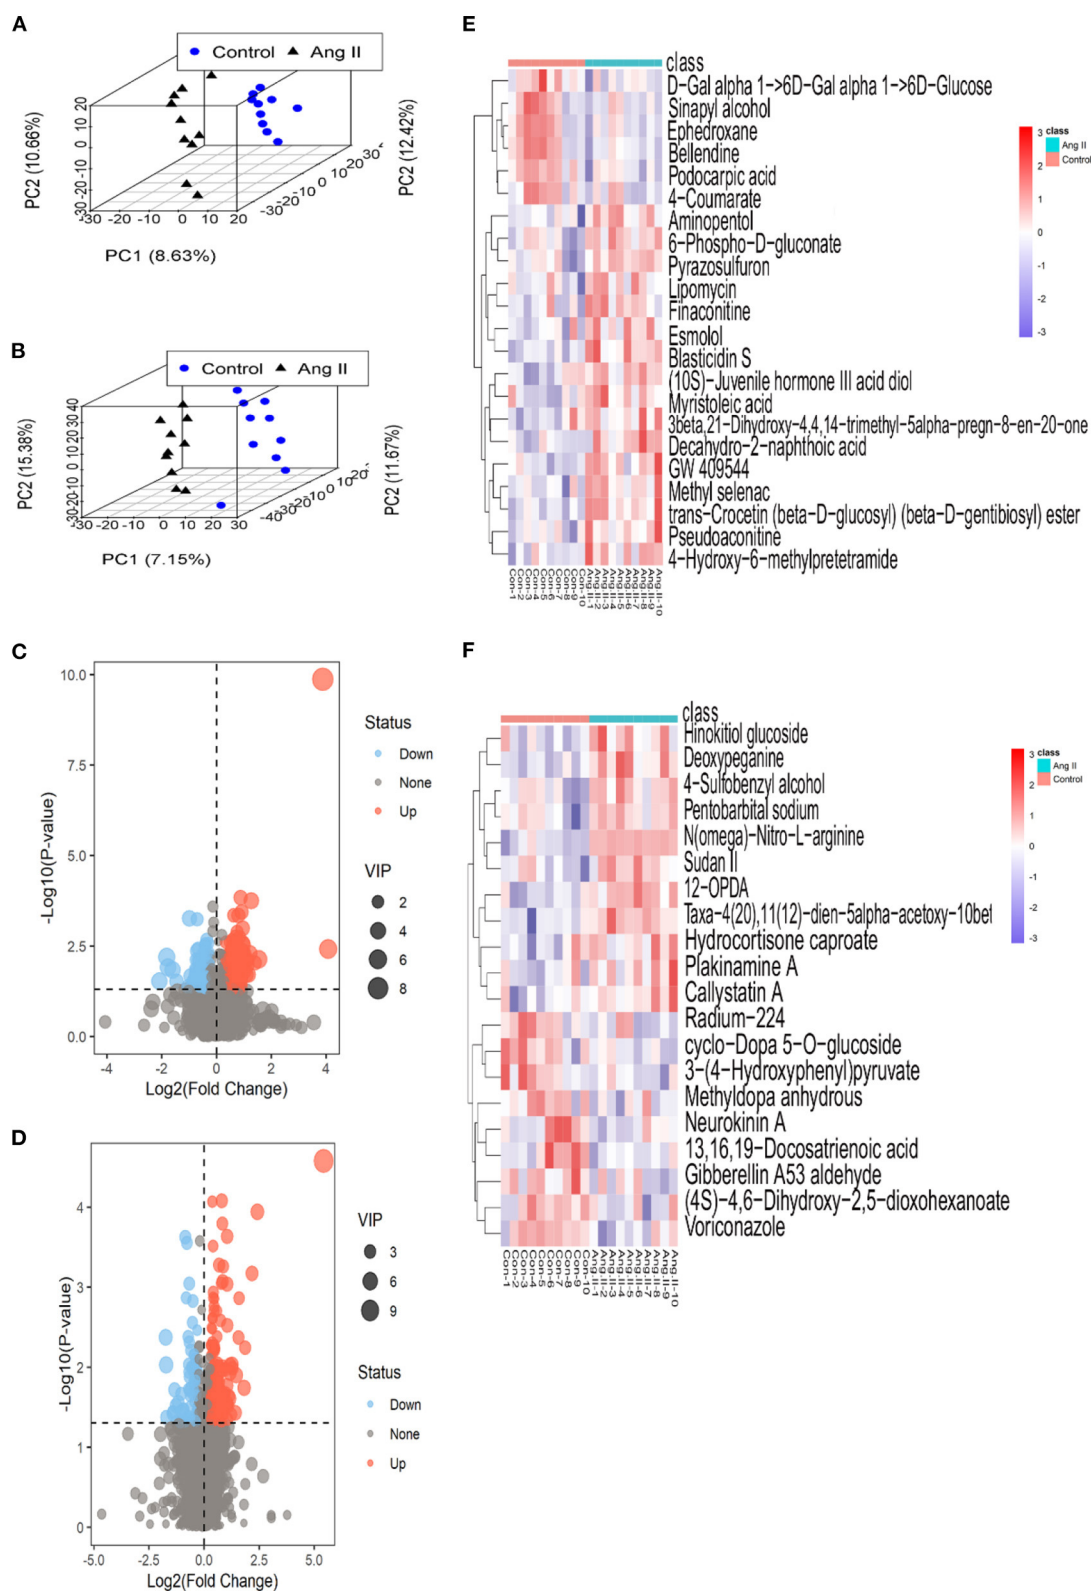 A
Control Ang II
PC2 (10.66%)
20
10
0
-10
-20
-30
-30 -20 -10 0 10 20
-30
-20
-10
0
10
20
30
PC2 (12.42%)
PC1 (8.63%)
B
Control Ang II
PC2 (15.38%)
-30-20-10 0 10 20 30 40
-30 -20 -10 0 10 20 30
-40
-30
-20
-10
0
10
20
PC2 (11.67%)
PC1 (7.15%)
C
10.0
7.5
5.0
2.5
0.0
-4 -2 0 2 4
-Log10(P-value)
Log2(Fold Change)
Status
Down
None
Up
VIP
2
4
6
8
D
4
3
2
1
0
-5.0 -2.5 0.0 2.5 5.0
-Log10(P-value)
Log2(Fold Change)
VIP
3
6
9
Status
Down
None
Up
E
class
D-Gal alpha 1->6D-Gal alpha 1->6D-Glucose
Sinapyl alcohol
Ephedroxane
Bellendine
Podocarpic acid
4-Coumarate
Aminopentol
6-Phospho-D-gluconate
Pyrazosulfuron
Lipomycin
Finaconitine
Esmolol
Blasticidin S
(10S)-Juvenile hormone III acid diol
Myristoleic acid
3beta,21-Dihydroxy-4,4,14-trimethyl-5alpha-pregn-8-en-20-one
Decahydro-2-naphthoic acid
GW 409544
Methyl selenac
trans-Crocetin (beta-D-glucosyl) (beta-D-gentibiosyl) ester
Pseudoaconitine
4-Hydroxy-6-methylpretetramide
Con-1
Con-2
Con-3
Con-4
Con-5
Con-6
Con-7
Con-8
Con-9
Con-10
Ang.II-1
Ang.II-2
Ang.II-3
Ang.II-4
Ang.II-5
Ang.II-6
Ang.II-7
Ang.II-8
Ang.II-9
Ang.II-10
3
2
1
0
-1
-2
-3
class
Ang II
Control
F
class
Hinokitiol glucoside
Deoxypeganine
4-Sulfobenzyl alcohol
Pentobarbital sodium
N(omega)-Nitro-L-arginine
Sudan II
12-OPDA
Taxa-4(20),11(12)-dien-5alpha-acetoxy-10bet
Hydrocortisone caproate
Plakinamine A
Callystatin A
Radium-224
cyclo-Dopa 5-O-glucoside
3-(4-Hydroxyphenyl)pyruvate
Methyldopa anhydrous
Neurokinin A
13,16,19-Docosatrienoic acid
Gibberellin A53 aldehyde
(4S)-4,6-Dihydroxy-2,5-dioxohexanoate
Voriconazole
Con-1
Con-2
Con-3
Con-4
Con-5
Con-6
Con-7
Con-8
Con-9
Con-10
Ang.II-1
Ang.II-2
Ang.II-3
Ang.II-4
Ang.II-5
Ang.II-6
Ang.II-7
Ang.II-8
Ang.II-9
Ang.II-10
3
2
1
0
-1
-2
-3
class
Ang II
Control